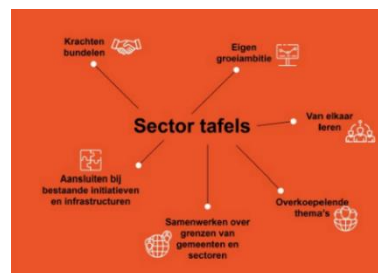 Krachten
bundelen
Eigen
groeiambitie
Van elkaar
leren
Sector tafels
Aansluiten bij
bestaande initiatieven
en infrastructuren
Samenwerken over
grenzen van
gemeenten en
sectoren
Overkoepelende
thema's